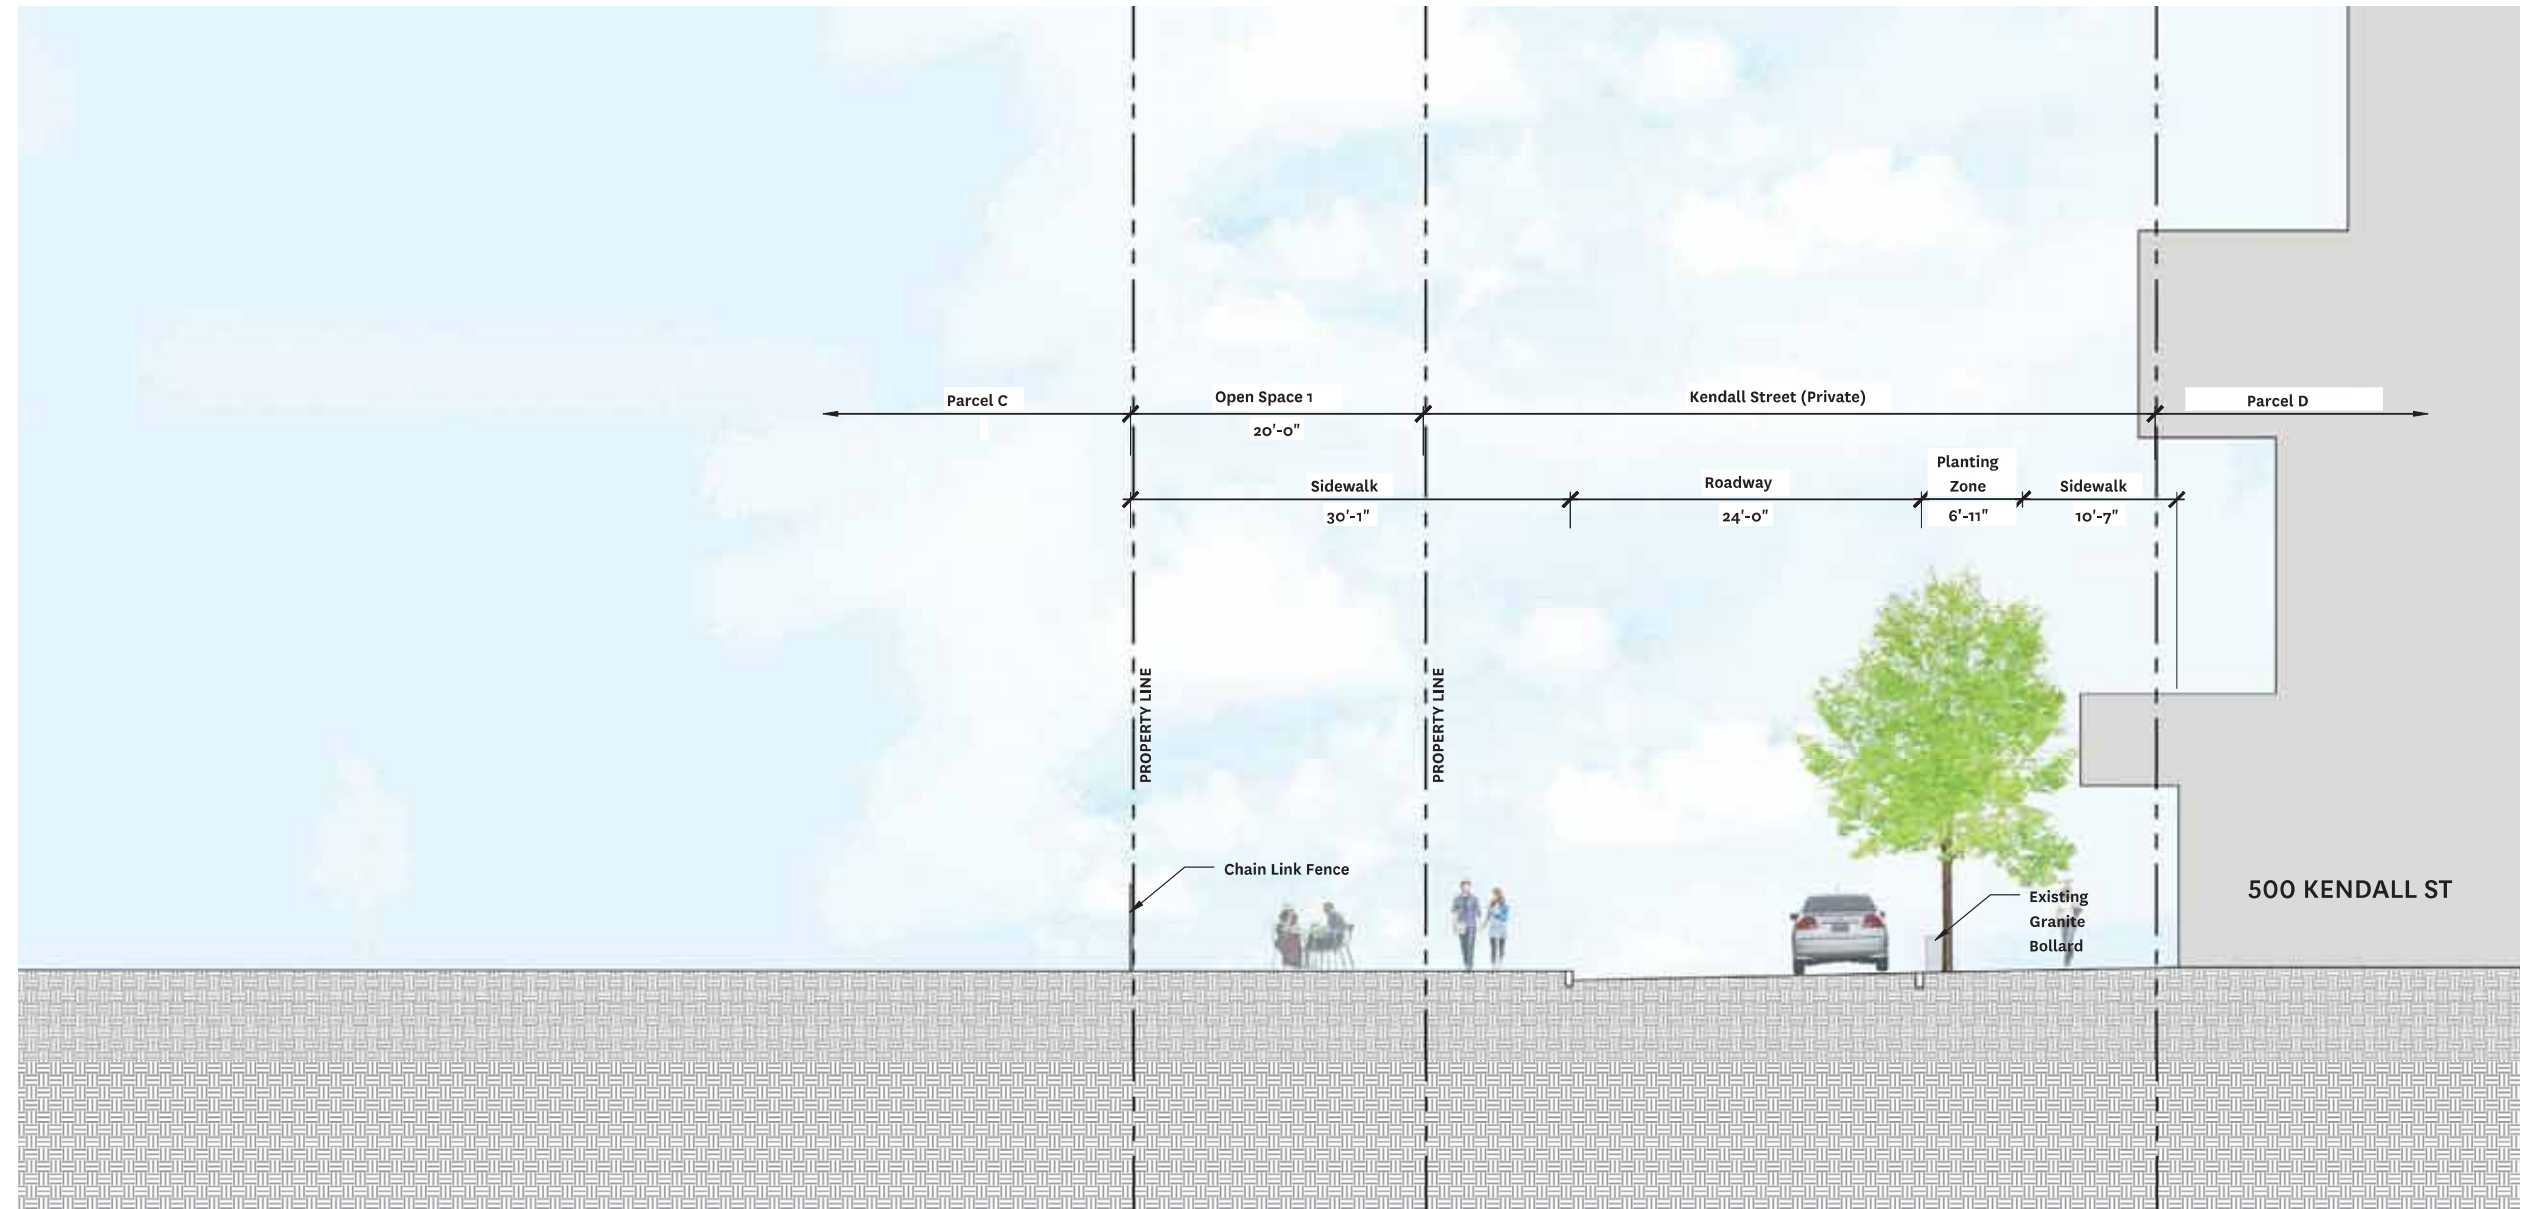 Parcel C
Open Space 1
Kendall Street (Private)
Parcel D
20'-0"
Sidewalk
Roadway
Planting
Zone
Sidewalk
30'-1"
24'-0"
6'-11"
10'-7"
PROPERTY LINE
PROPERTY LINE
Chain Link Fence
Existing
Granite
Bollard
500 KENDALL ST